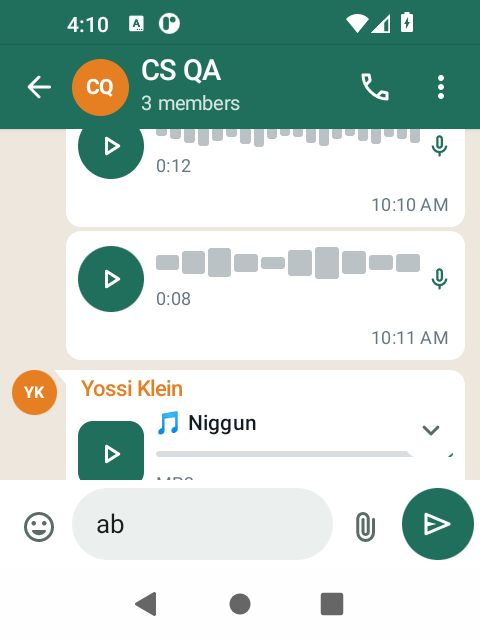 4:10
CQ
CS QA
3 members
0:12
10:10 AM
0:08
10:11 AM
YK
Yossi Klein
🎵 Niggun
ab